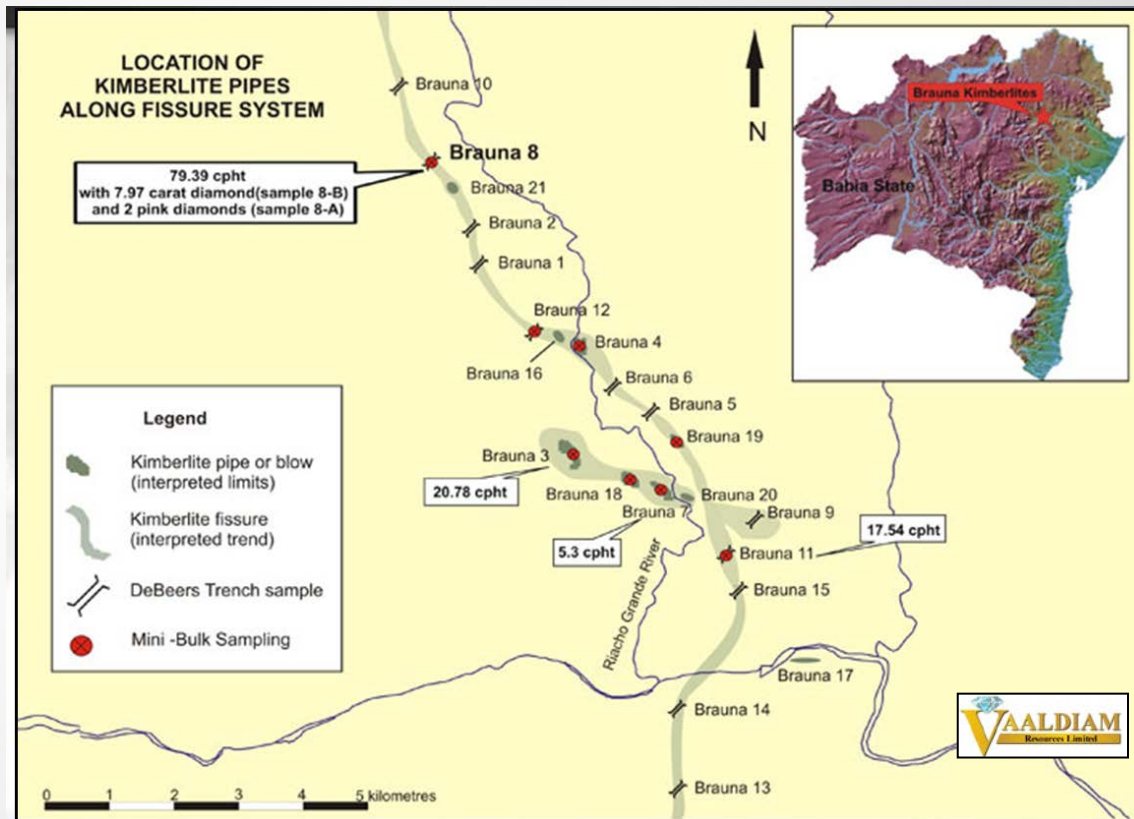 LOCATION OF
KIMBERLITE PIPES
ALONG FISSURE SYSTEM
79.39 cpht
with 7.97 carat diamond(sample 8-B)
and 2 pink diamonds (sample 8-A)
Brauna 10
Brauna 8
Brauna 21
Brauna 2
Brauna 1
Brauna 12
Brauna 4
Brauna 16
Brauna 6
Brauna 5
Brauna 19
Brauna 3
20.78 cpht
Brauna 18
Brauna 20
Brauna 7
Brauna 9
5.3 cpht
17.54 cpht
Brauna 11
Brauna 15
Riacho Grande River
Brauna 17
Brauna 14
Brauna 13
N
Brauna Kimberlites
Bahia State
Legend
Kimberlite pipe or blow
(interpreted limits)
Kimberlite fissure
(interpreted trend)
DeBeers Trench sample
Mini -Bulk Sampling
0 1 2 3 4 5 kilometres
VAALDIAM
Resources Limited